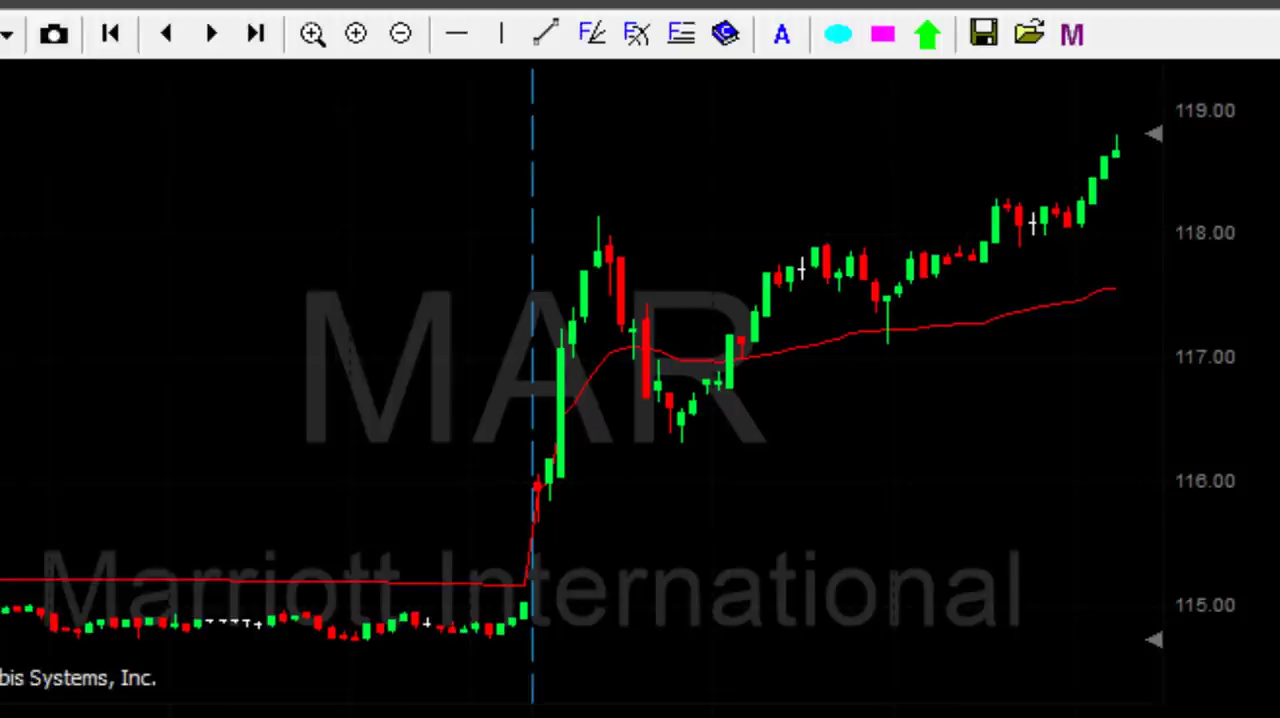 A M
119.00
118.00
MAR
117.00
116.00
Marriott International
115.00
bis Systems, Inc.